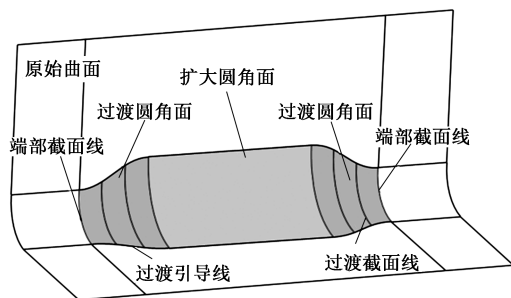 原始曲面
扩大圆角面
过渡圆角面
过渡圆角面
端部截面线
端部截面线
过渡引导线
过渡截面线